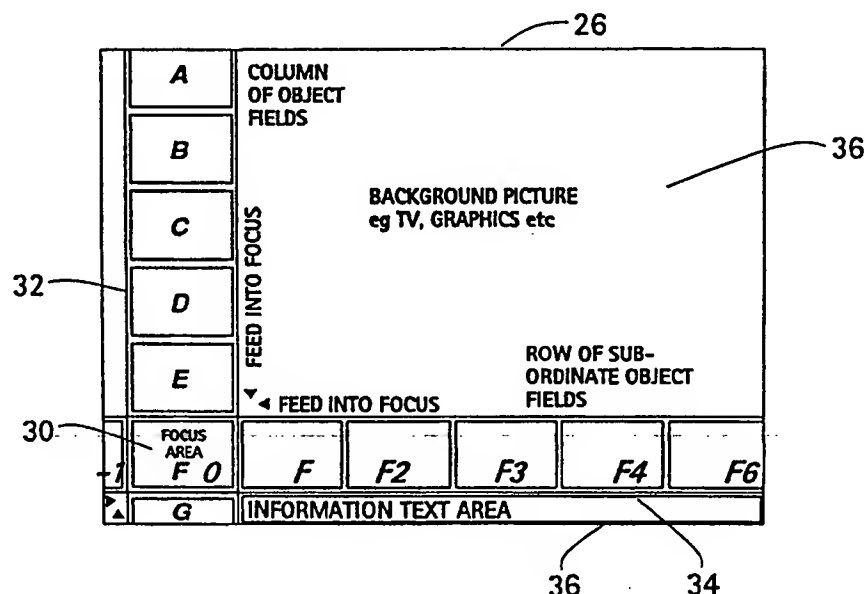 26
A
COLUMN
OF OBJECT
FIELDS
B
36
BACKGROUND PICTURE
eg TV, GRAPHICS etc
C
FEED INTO FOCUS
32
D
E
ROW OF SUB-
ORDINATE OBJECT
FIELDS
FEED INTO FOCUS
30
FOCUS
AREA
-1 F 0 F F2 F3 F4 F6
G INFORMATION TEXT AREA
36 34